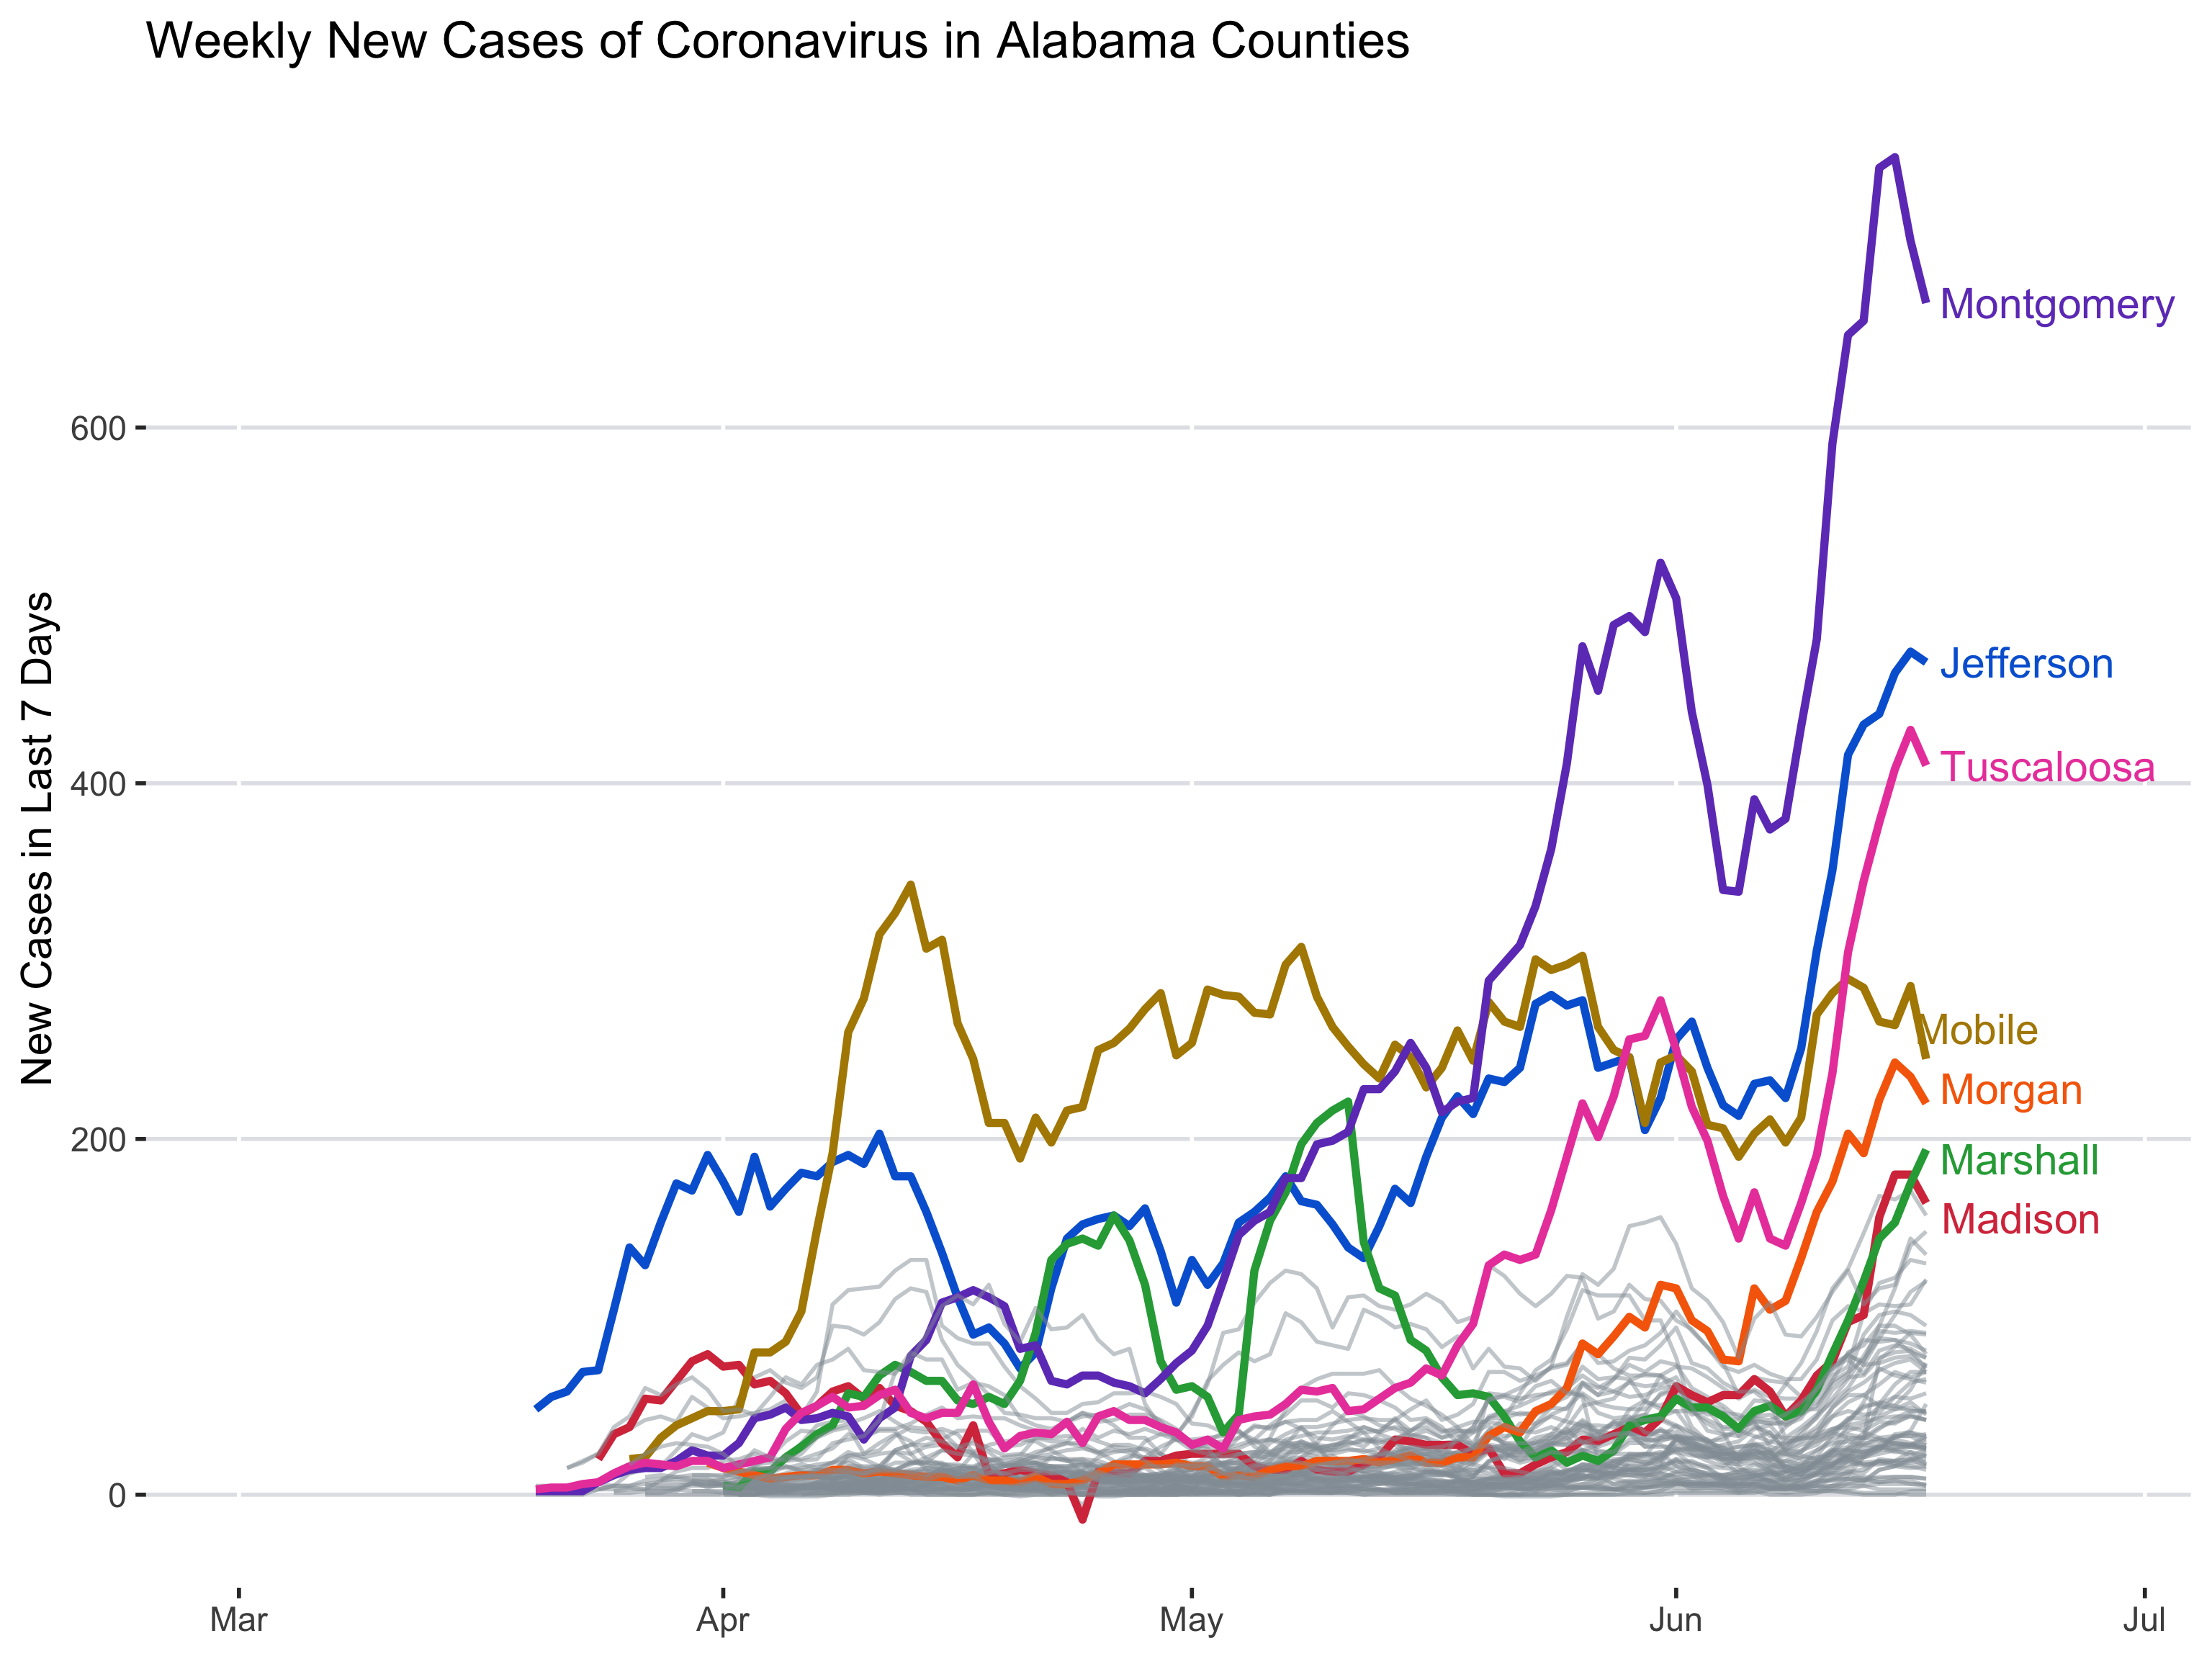 Weekly New Cases of Coronavirus in Alabama Counties
New Cases in Last 7 Days
600
400
200
0
Montgomery
Jefferson
Tuscaloosa
Mobile
Morgan
Marshall
Madison
Mar
Apr
May
Jun
Jul